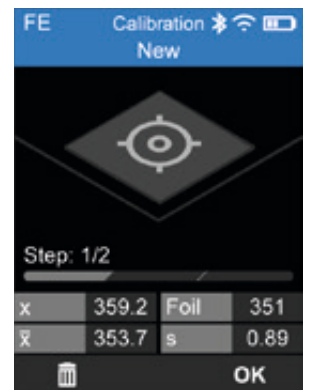 FE Calibration
New
Step: 1/2
x 359.2 Foil 351
x̿ 353.7 s 0.89
OK